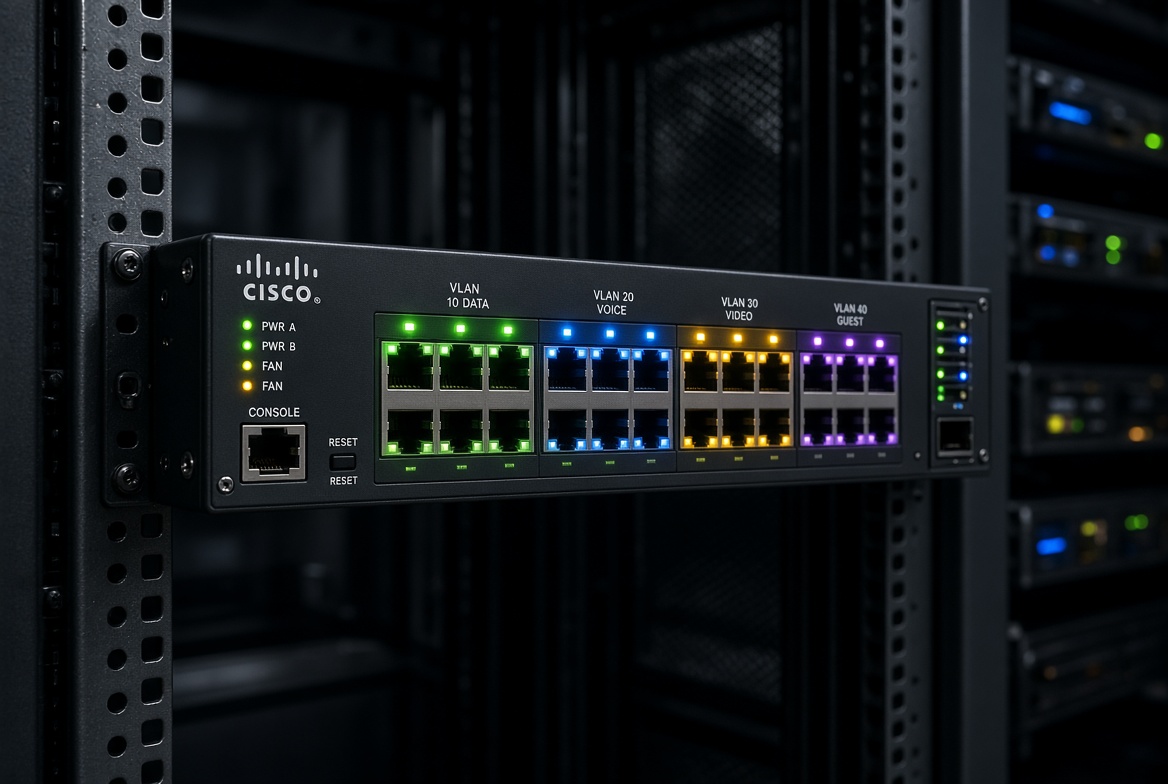 CISCO®
PWR A
PWR B
FAN
FAN
CONSOLE
RESET
RESET
VLAN
10 DATA
VLAN 20
VOICE
VLAN 30
VIDEO
VLAN 40
GUEST